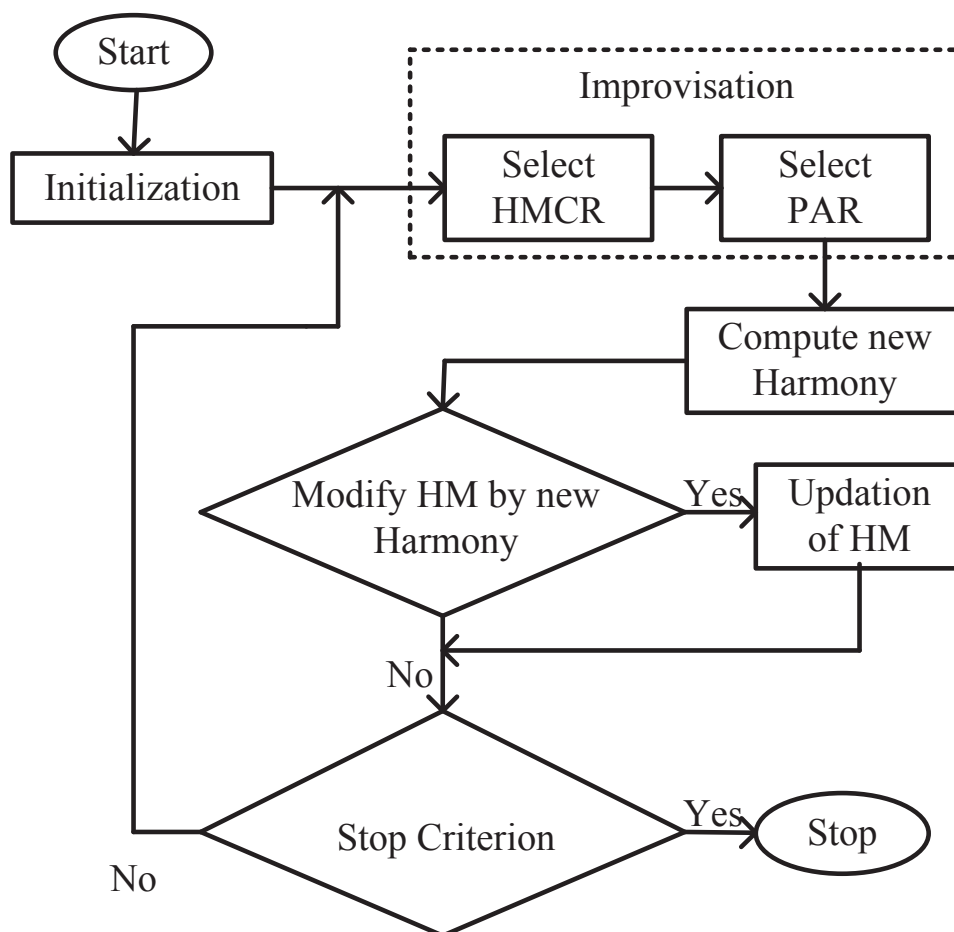 Start
Improvisation
Initialization
Select
HMCR
Select
PAR
Compute new
Harmony
Modify HM by new
Harmony
Yes
Updation
of HM
No
Stop Criterion
Yes
Stop
No